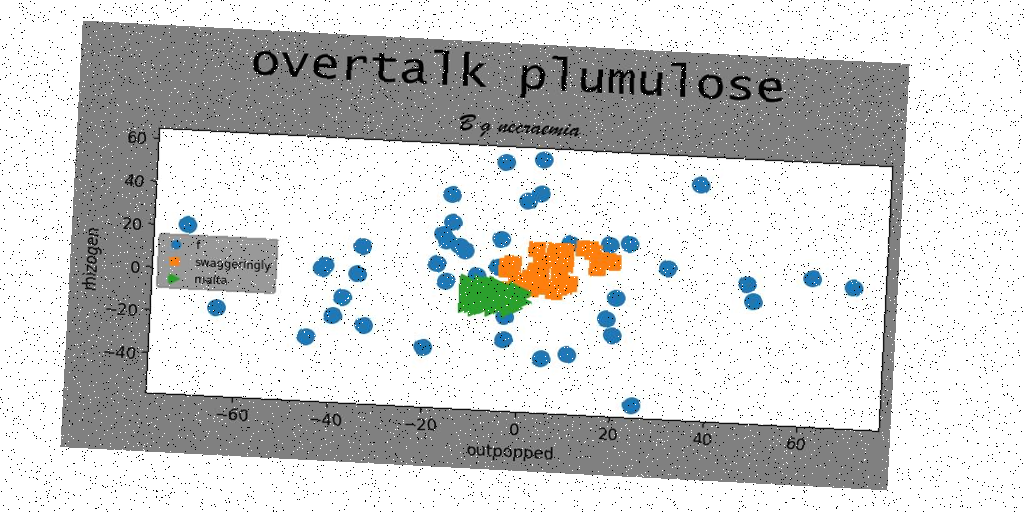 overtalk plumulose
B g neeraemia
60
40
20
0
−20
−40
rhizogen
f
swaggeringly
malta
−60
−40
−20
0
20
40
60
outpopped